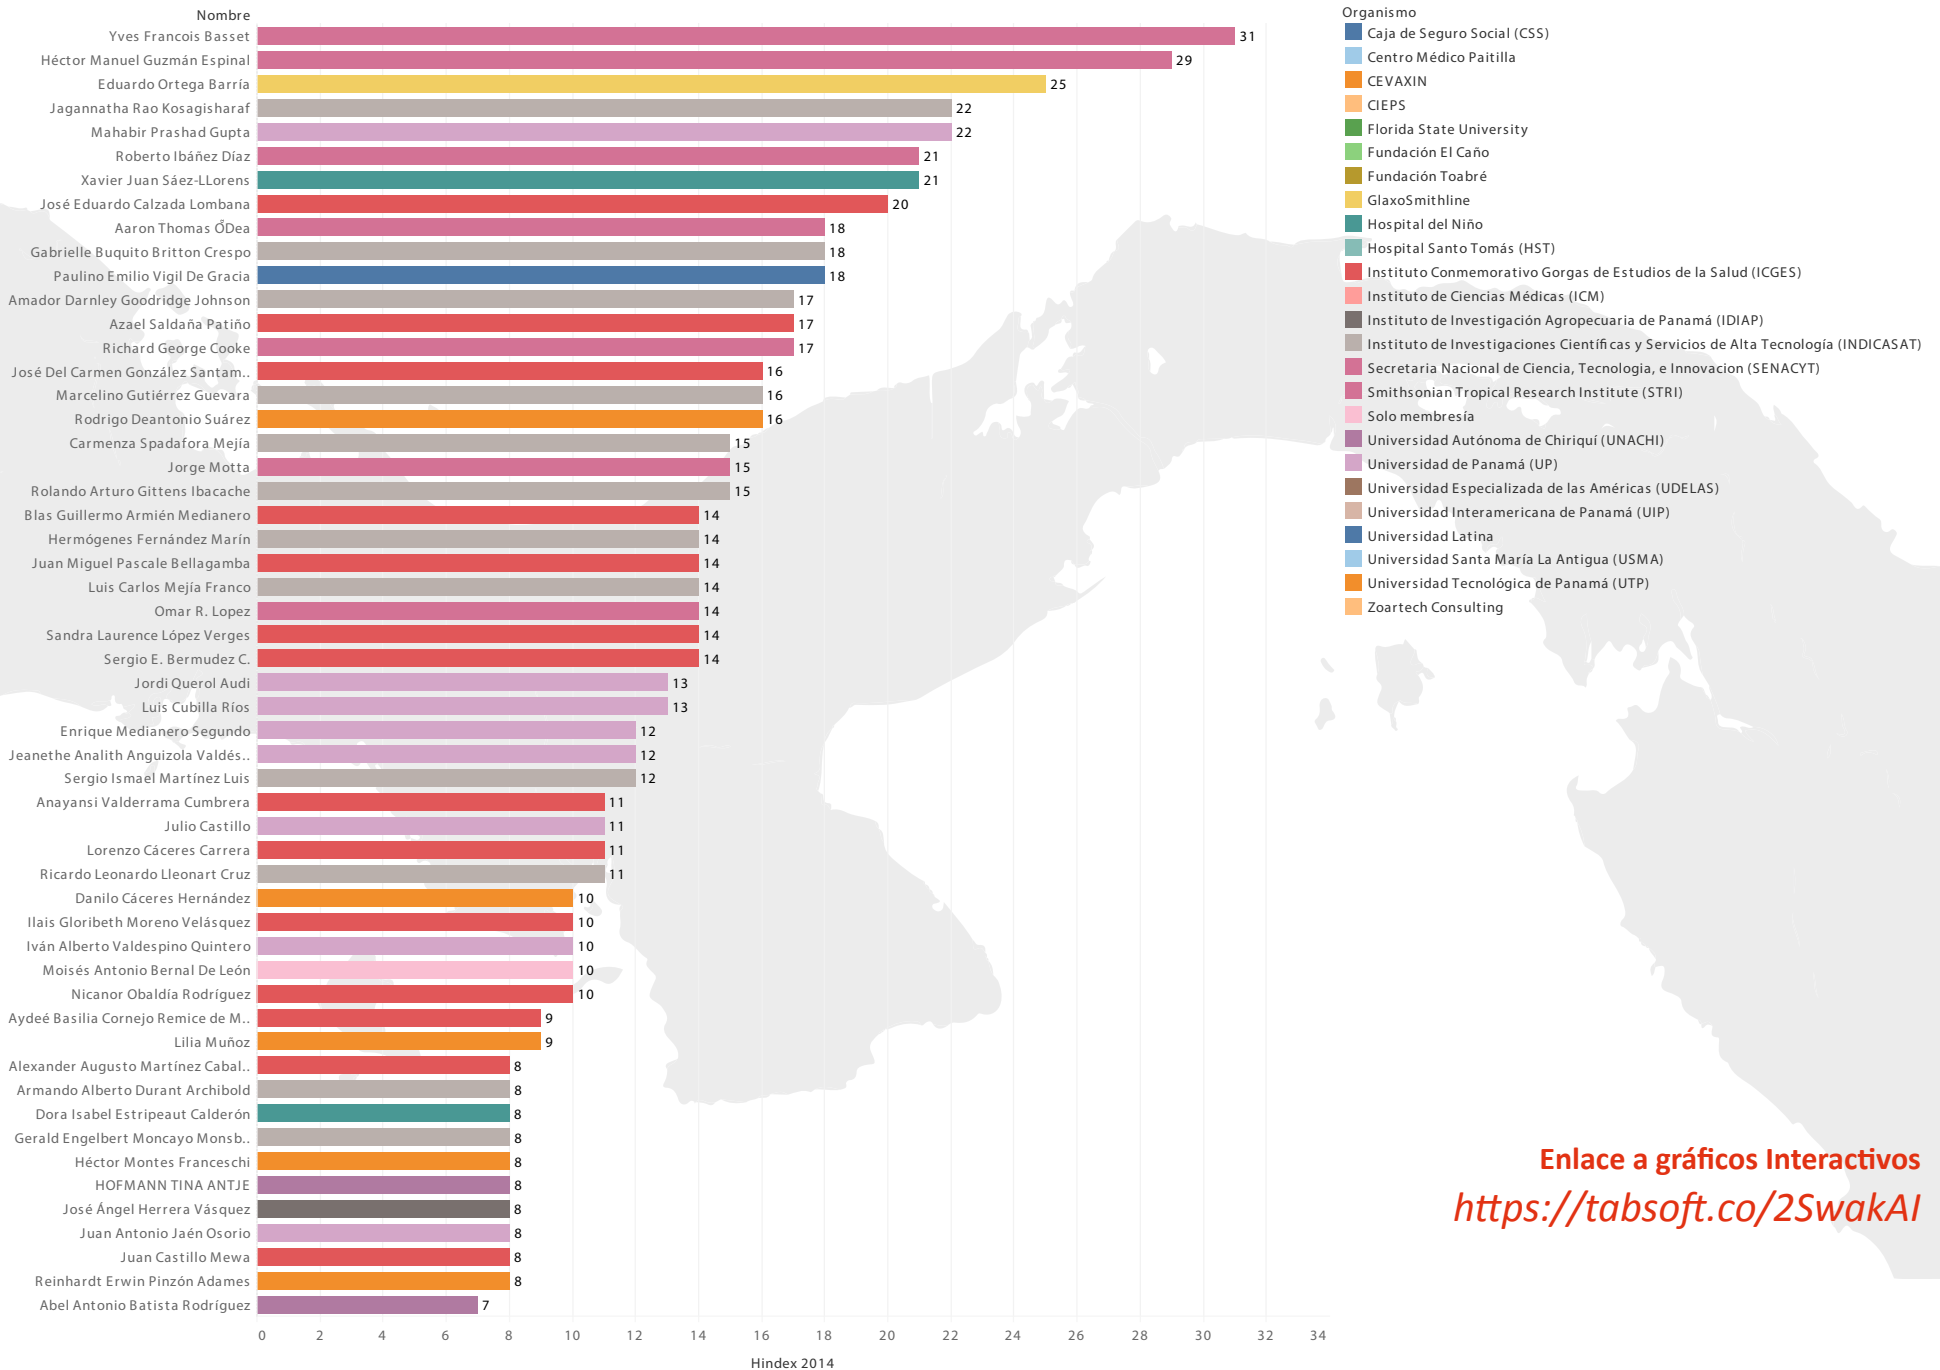 Nombre
Yves Francois Basset 31
Héctor Manuel Guzmán Espinal 29
Eduardo Ortega Barría 25
Jagannatha Rao Kosagisharaf 22
Mahabir Prashad Gupta 22
Roberto Ibáñez Díaz 21
Xavier Juan Sáez-LLorens 21
José Eduardo Calzada Lombana 20
Aaron Thomas ÓDea 18
Gabrielle Buquito Britton Crespo 18
Paulino Emilio Vigil De Gracia 18
Amador Darnley Goodridge Johnson 17
Azael Saldaña Patiño 17
Richard George Cooke 17
José Del Carmen González Santam.. 16
Marcelino Gutiérrez Guevara 16
Rodrigo Deantonio Suárez 16
Carmenza Spadafora Mejía 15
Jorge Motta 15
Rolando Arturo Gittens Ibacache 15
Blas Guillermo Armién Medianero 14
Hermógenes Fernández Marín 14
Juan Miguel Pascale Bellagamba 14
Luis Carlos Mejía Franco 14
Omar R. Lopez 14
Sandra Laurence López Verges 14
Sergio E. Bermudez C. 14
Jordi Querol Audi 13
Luis Cubilla Ríos 13
Enrique Medianero Segundo 12
Jeanethe Analith Anguizola Valdés.. 12
Sergio Ismael Martínez Luis 12
Anayansi Valderrama Cumbrera 11
Julio Castillo 11
Lorenzo Cáceres Carrera 11
Ricardo Leonardo Lleonart Cruz 11
Danilo Cáceres Hernández 10
Ilais Gloribeth Moreno Velásquez 10
Iván Alberto Valdespino Quintero 10
Moisés Antonio Bernal De León 10
Nicanor Obaldía Rodríguez 10
Aydeé Basilia Cornejo Remice de M.. 9
Lilia Muñoz 9
Alexander Augusto Martínez Cabal.. 8
Armando Alberto Durant Archibold 8
Dora Isabel Estripeaut Calderón 8
Gerald Engelbert Moncayo Monsb.. 8
Héctor Montes Franceschi 8
HOFMANN TINA ANTJE 8
José Ángel Herrera Vásquez 8
Juan Antonio Jaén Osorio 8
Juan Castillo Mewa 8
Reinhardt Erwin Pinzón Adames 8
Abel Antonio Batista Rodríguez 7
0 2 4 6 8 10 12 14 16 18 20 22 24 26 28 30 32 34
Hindex 2014
Organismo
Caja de Seguro Social (CSS)
Centro Médico Paitilla
CEVAXIN
CIEPS
Florida State University
Fundación El Caño
Fundación Toabré
GlaxoSmithline
Hospital del Niño
Hospital Santo Tomás (HST)
Instituto Conmemorativo Gorgas de Estudios de la Salud (ICGES)
Instituto de Ciencias Médicas (ICM)
Instituto de Investigación Agropecuaria de Panamá (IDIAP)
Instituto de Investigaciones Científicas y Servicios de Alta Tecnología (INDICASAT)
Secretaria Nacional de Ciencia, Tecnologia, e Innovacion (SENACYT)
Smithsonian Tropical Research Institute (STRI)
Solo membresía
Universidad Autónoma de Chiriquí (UNACHI)
Universidad de Panamá (UP)
Universidad Especializada de las Américas (UDELAS)
Universidad Interamericana de Panamá (UIP)
Universidad Latina
Universidad Santa María La Antigua (USMA)
Universidad Tecnológica de Panamá (UTP)
Zoartech Consulting
Enlace a gráficos Interactivos
https://tabsoft.co/2SwakAI